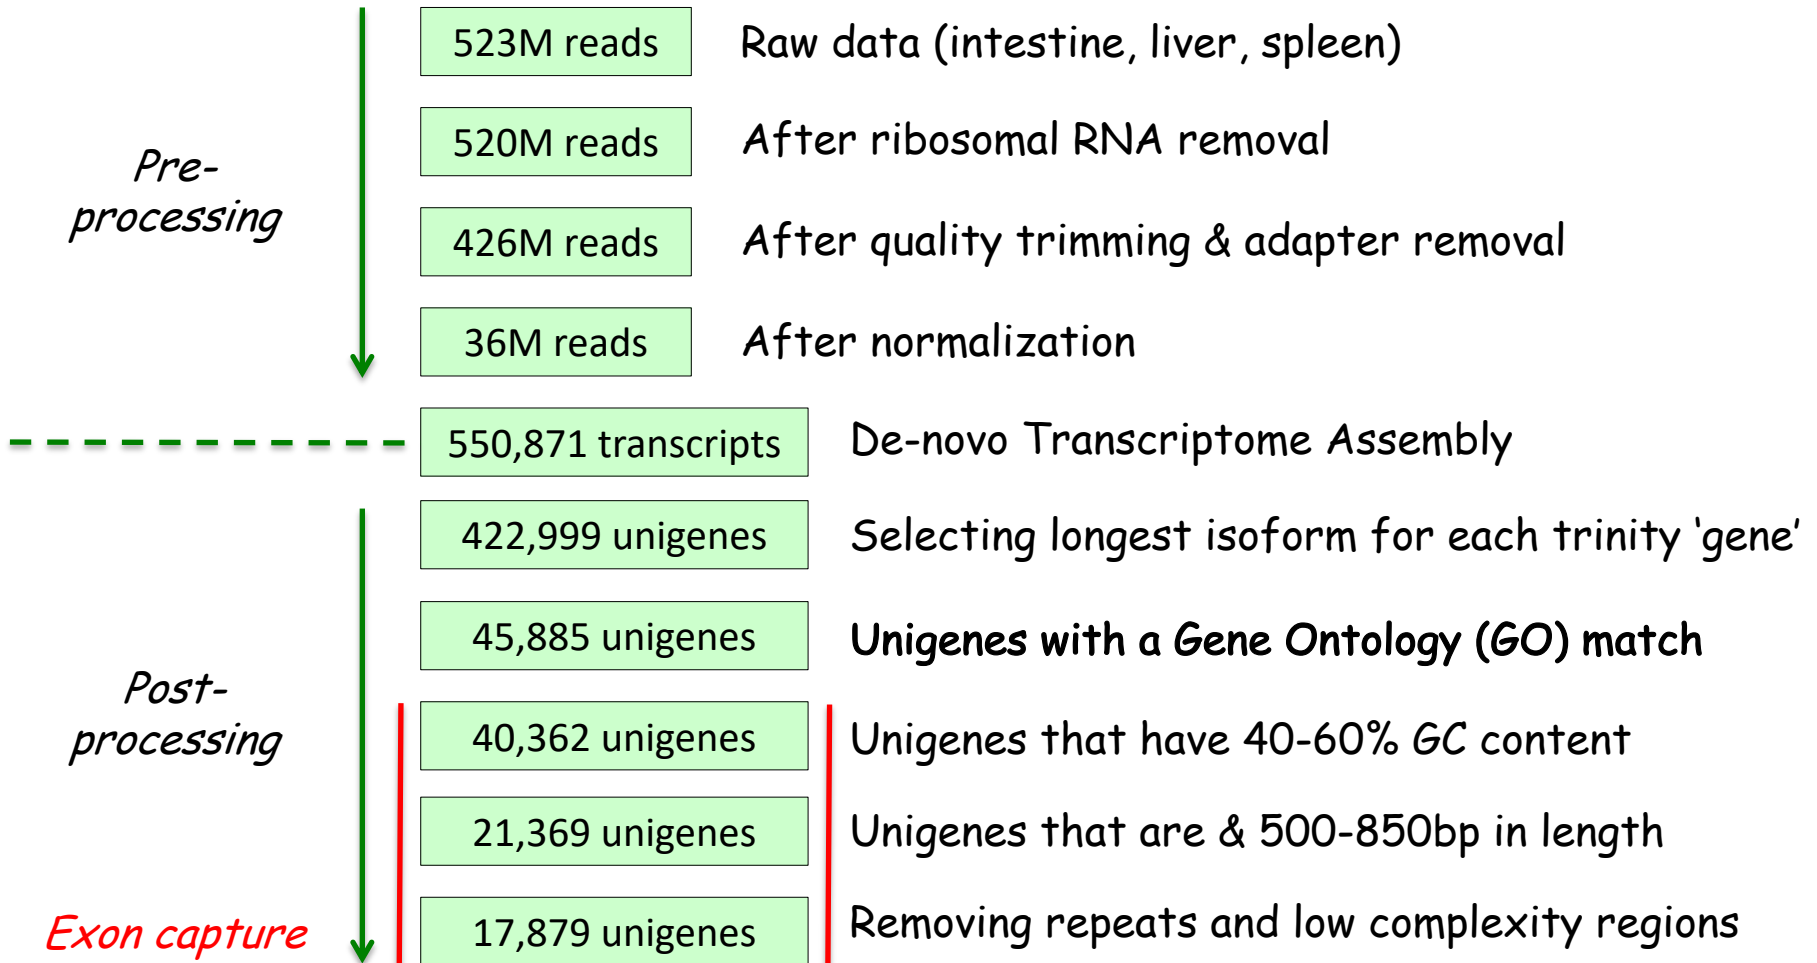 523M reads Raw data (intestine, liver, spleen)
520M reads After ribosomal RNA removal
Pre-
processing
426M reads After quality trimming & adapter removal
36M reads After normalization
550,871 transcripts De-novo Transcriptome Assembly
422,999 unigenes Selecting longest isoform for each trinity ‘gene’
45,885 unigenes Unigenes with a Gene Ontology (GO) match
Post-
processing
40,362 unigenes Unigenes that have 40-60% GC content
21,369 unigenes Unigenes that are & 500-850bp in length
Exon capture
17,879 unigenes Removing repeats and low complexity regions